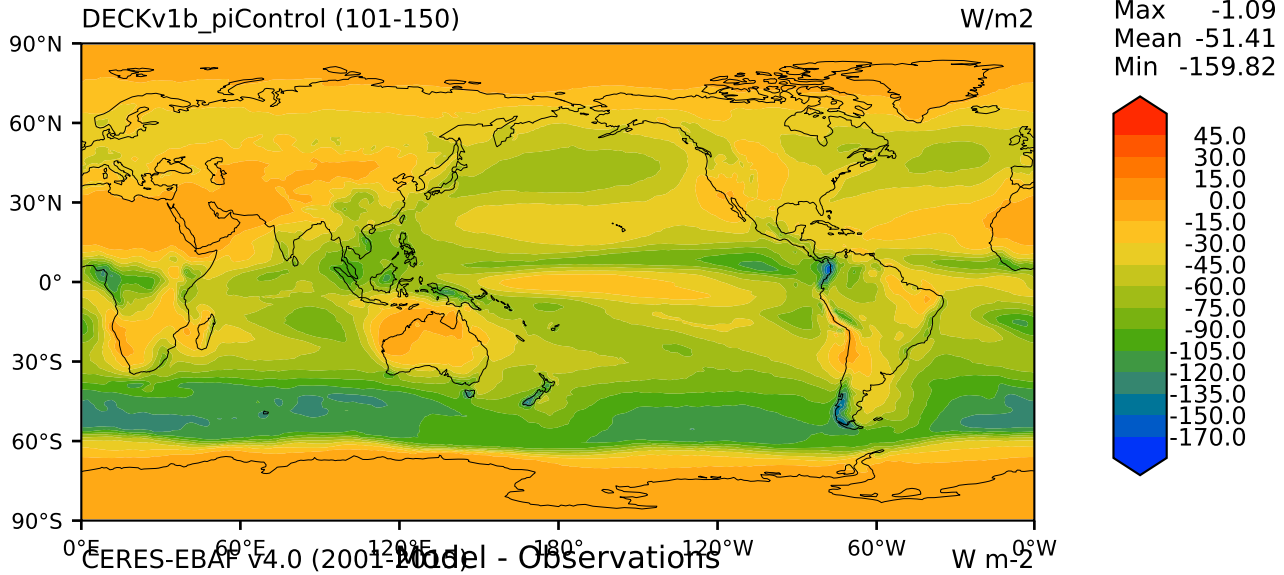 DECKv1b_piControl (101-150) W/m2
Max -1.09
Mean -51.41
Min -159.82
90°N
60°N
30°N
0°
30°S
60°S
90°S
45.0
30.0
15.0
0.0
-15.0
-30.0
-45.0
-60.0
-75.0
-90.0
-105.0
-120.0
-135.0
-150.0
-170.0
0°E 60°E 120°E 180° 120°W 60°W 0°W
CERES-EBAF v4.0 (2001-2015) Model - Observations W m-2